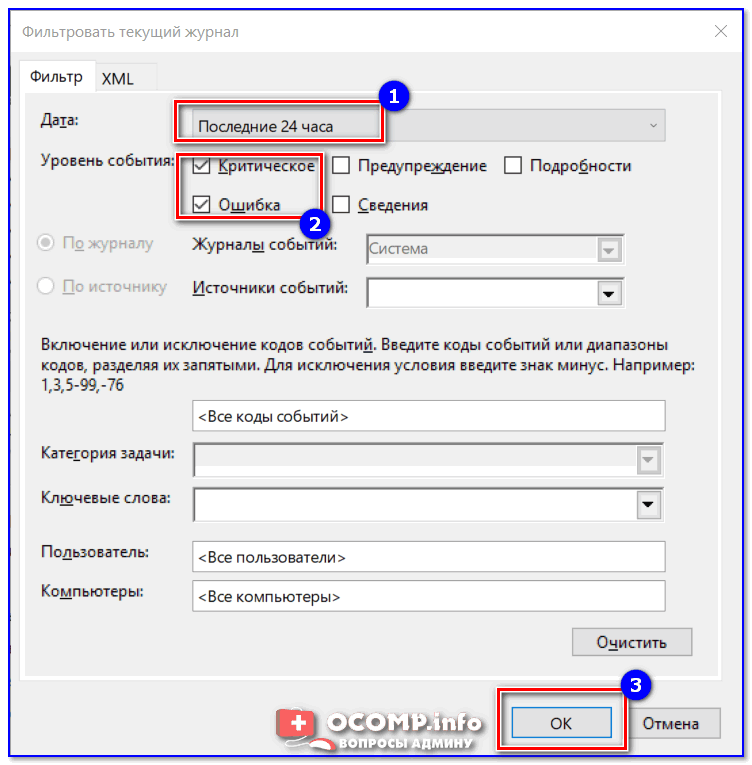 Фильтровать текущий журнал
Фильтр XML
1
Дата: Последние 24 часа
Уровень события: Критическое Предупреждение Подробности
Ошибка Сведения
2
По журналу Журналы событий: Система
По источнику Источники событий:
Включение или исключение кодов событий. Введите коды событий или диапазоны
кодов, разделяя их запятыми. Для исключения условия введите знак минус. Например:
1,3,5-99,-76
<Все коды событий>
Категория задачи:
Ключевые слова:
Пользователь: <Все пользователи>
Компьютеры: <Все компьютеры>
Очистить
3
OCOMP.info
ВОПРОСЫ АДМИНУ
ОК Отмена